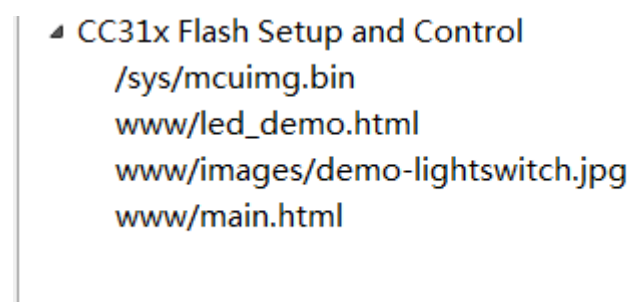 CC31x Flash Setup and Control
/sys/mcuimg.bin
www/led_demo.html
www/images/demo-lightswitch.jpg
www/main.html